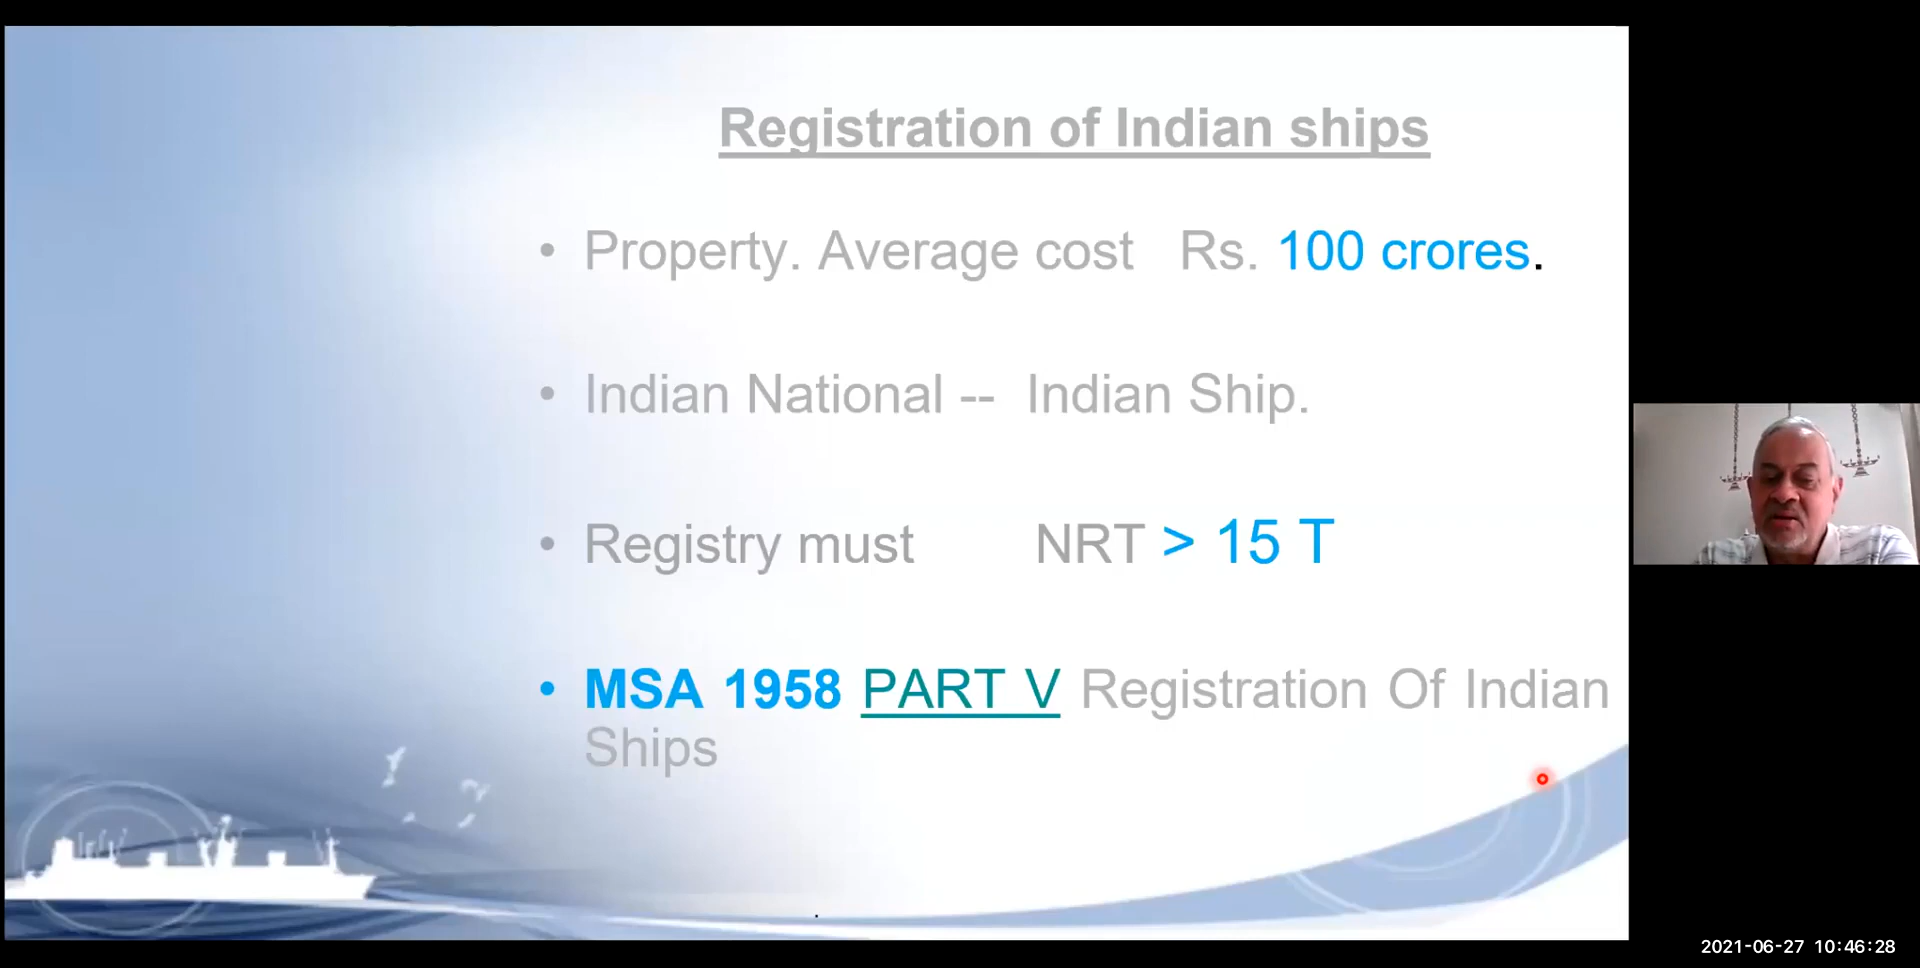 Registration of Indian ships
• Property. Average cost Rs. 100 crores.
• Indian National -- Indian Ship.
• Registry must NRT > 15 T
• MSA 1958 PART V Registration Of Indian
Ships
.
2021-06-27 10:46:28